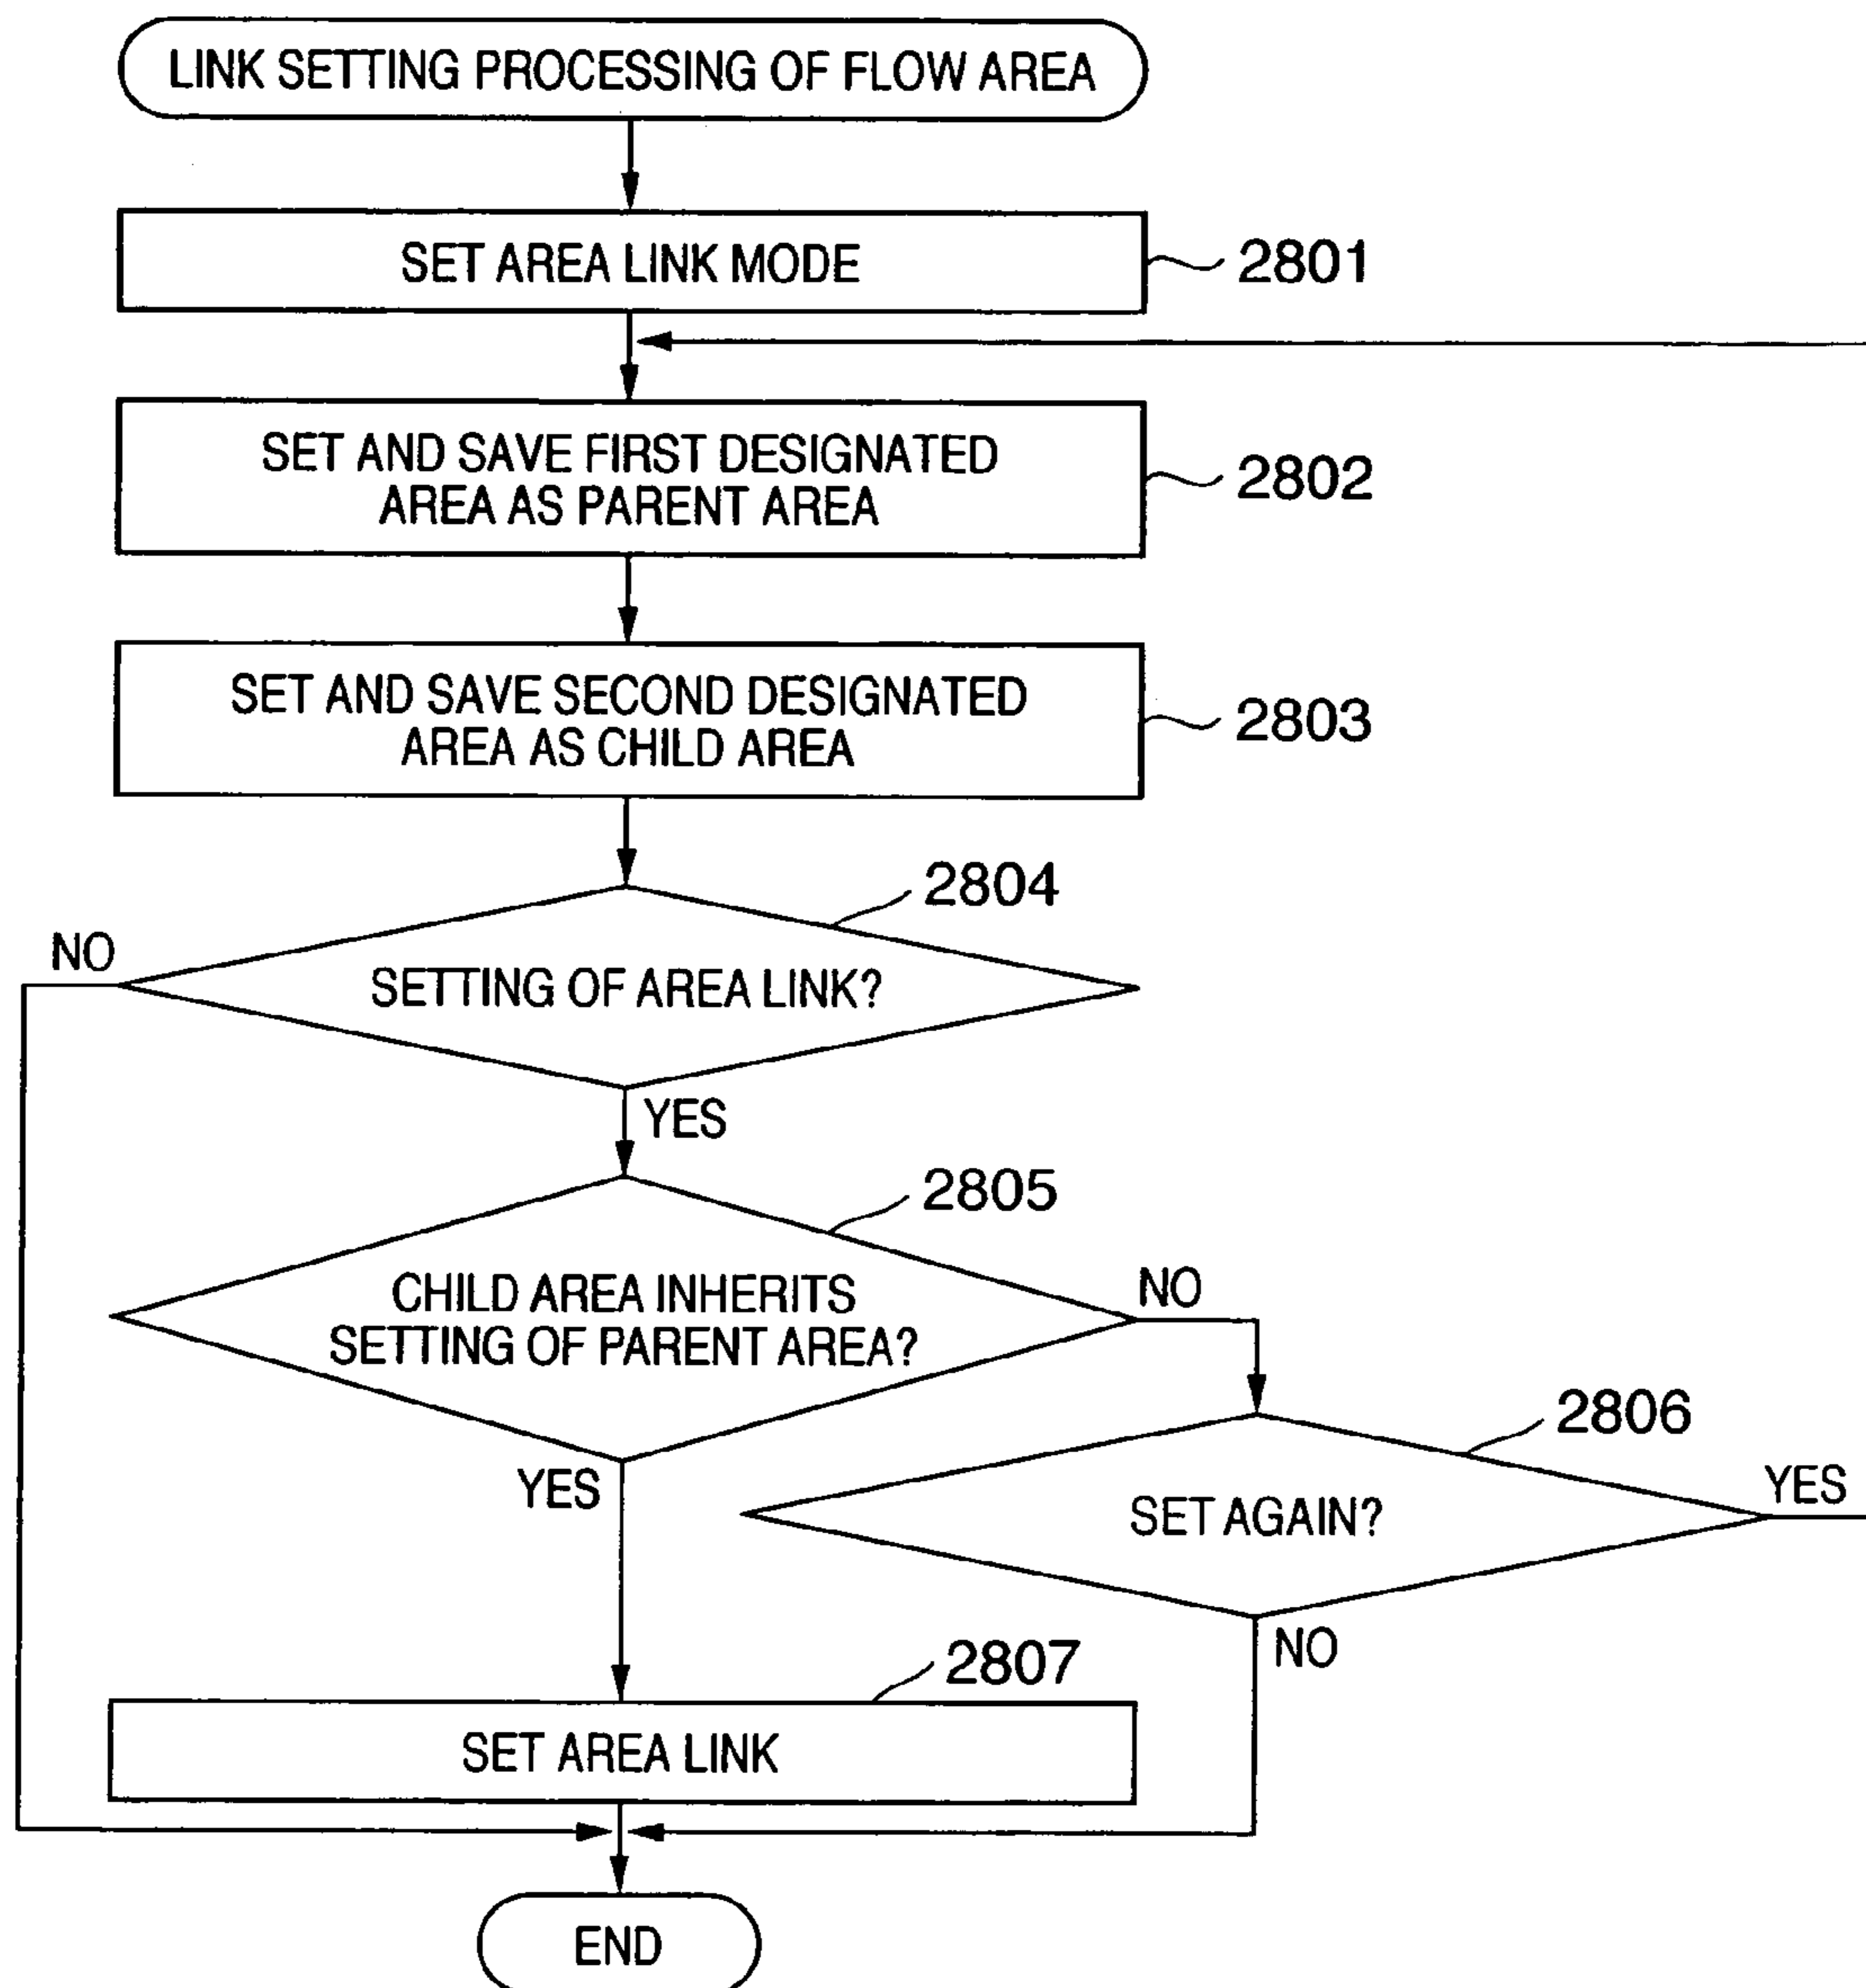 LINK SETTING PROCESSING OF FLOW AREA
SET AREA LINK MODE
2801
SET AND SAVE FIRST DESIGNATED
AREA AS PARENT AREA
2802
SET AND SAVE SECOND DESIGNATED
AREA AS CHILD AREA
2803
2804
NO
SETTING OF AREA LINK?
YES
2805
CHILD AREA INHERITS
SETTING OF PARENT AREA?
NO
2806
YES
SET AGAIN?
YES
NO
2807
SET AREA LINK
END